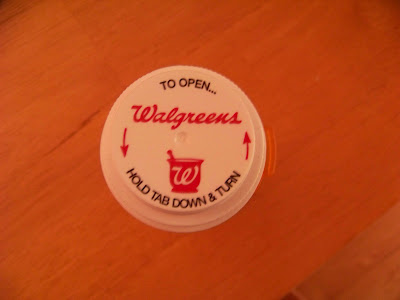 TO OPEN...
Walgreens
W
HOLD TAB DOWN & TURN